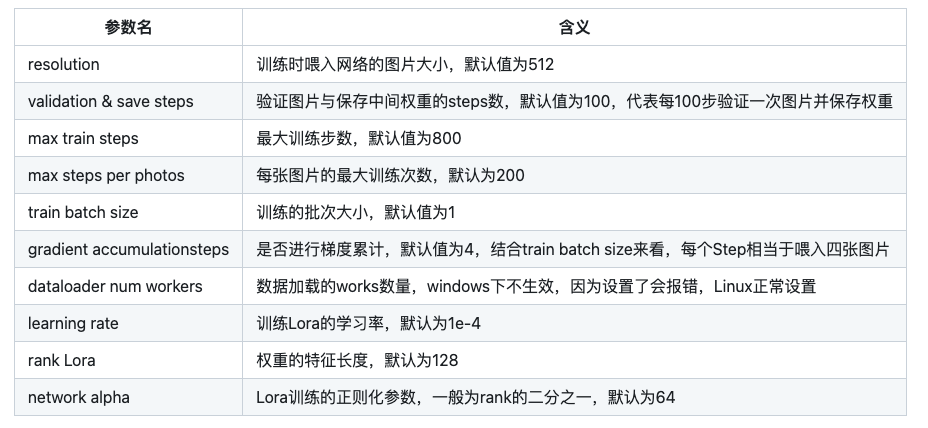 参数名 含义
resolution 训练时喂入网络的图片大小，默认值为512
validation & save steps 验证图片与保存中间权重的steps数，默认值为100，代表每100步验证一次图片并保存权重
max train steps 最大训练步数，默认值为800
max steps per photos 每张图片的最大训练次数，默认为200
train batch size 训练的批次大小，默认值为1
gradient accumulationsteps 是否进行梯度累计，默认值为4，结合train batch size来看，每个Step相当于喂入四张图片
dataloader num workers 数据加载的works数量，windows下不生效，因为设置了会报错，Linux正常设置
learning rate 训练Lora的学习率，默认为1e-4
rank Lora 权重的特征长度，默认为128
network alpha Lora训练的正则化参数，一般为rank的二分之一，默认为64